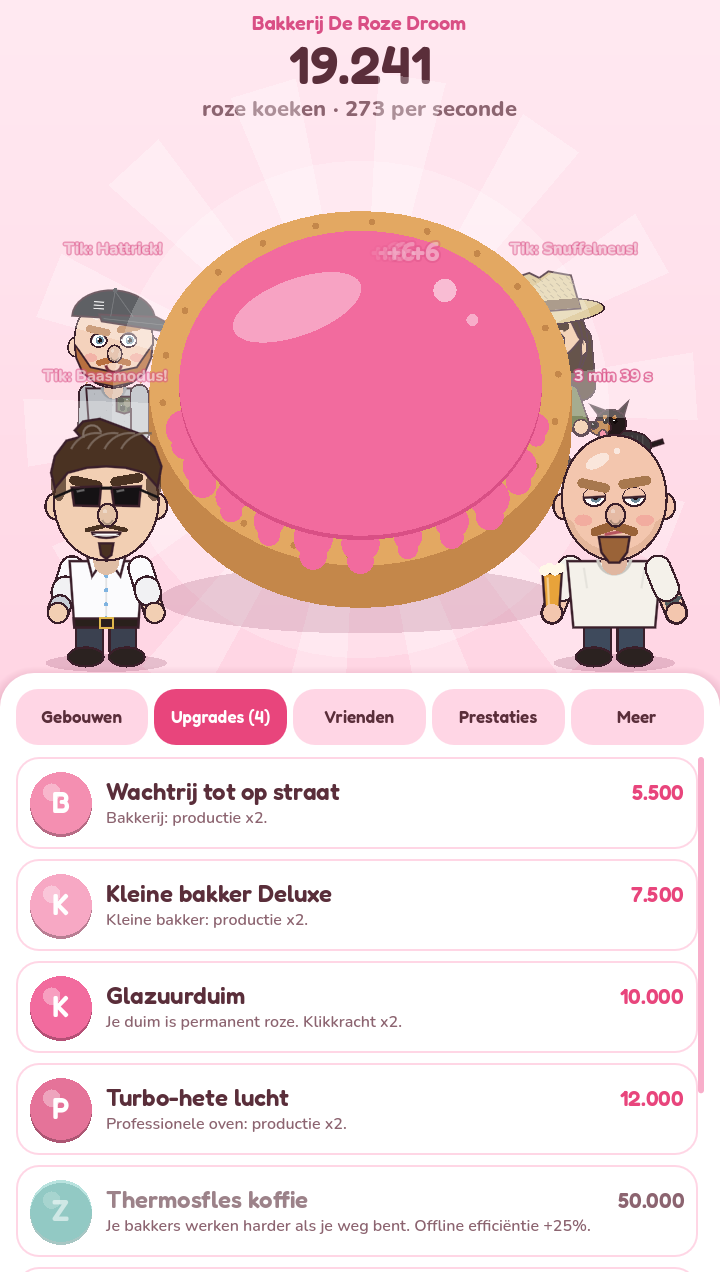 Bakkerij De Roze Droom
19.241
roze koeken · 273 per seconde
+6
Tik: Hattrick!
Tik: Snuffelneus!
Tik: Baasmodus!
3 min 39 s
Gebouwen
Upgrades (4)
Vrienden
Prestaties
Meer
B
Wachtrij tot op straat
5.500
Bakkerij: productie x2.
K
Kleine bakker Deluxe
7.500
Kleine bakker: productie x2.
K
Glazuurduim
10.000
Je duim is permanent roze. Klikkracht x2.
P
Turbo-hete lucht
12.000
Professionele oven: productie x2.
Z
Thermosfles koffie
50.000
Je bakkers werken harder als je weg bent. Offline efficiëntie +25%.